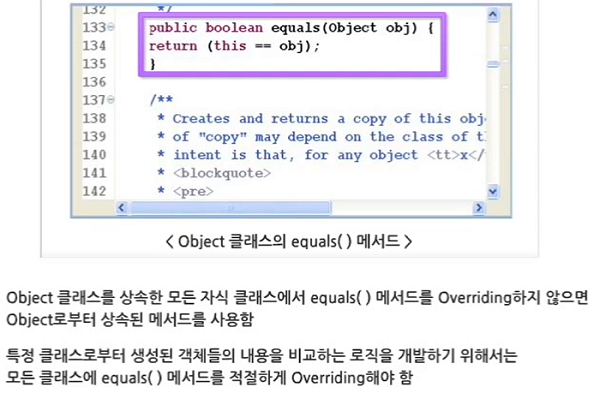 132 */
133 public boolean equals(Object obj) {
134 return (this == obj);
135 }
136
137 /**
138 * Creates and returns a copy of this obj
139 * of "copy" may depend on the class of t
140 * intent is that, for any object <tt>x</
141 * <blockquote>
142 * <pre>
< Object 클래스의 equals( ) 메서드 >
Object 클래스를 상속한 모든 자식 클래스에서 equals( ) 메서드를 Overriding하지 않으면
Object로부터 상속된 메서드를 사용함
특정 클래스로부터 생성된 객체들의 내용을 비교하는 로직을 개발하기 위해서는
모든 클래스에 equals( ) 메서드를 적절하게 Overriding해야 함